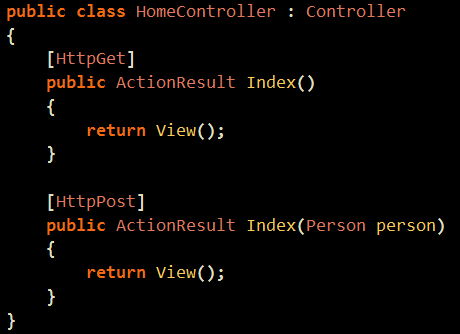 public class HomeController : Controller
{
    [HttpGet]
    public ActionResult Index()
    {
        return View();
    }

    [HttpPost]
    public ActionResult Index(Person person)
    {
        return View();
    }
}